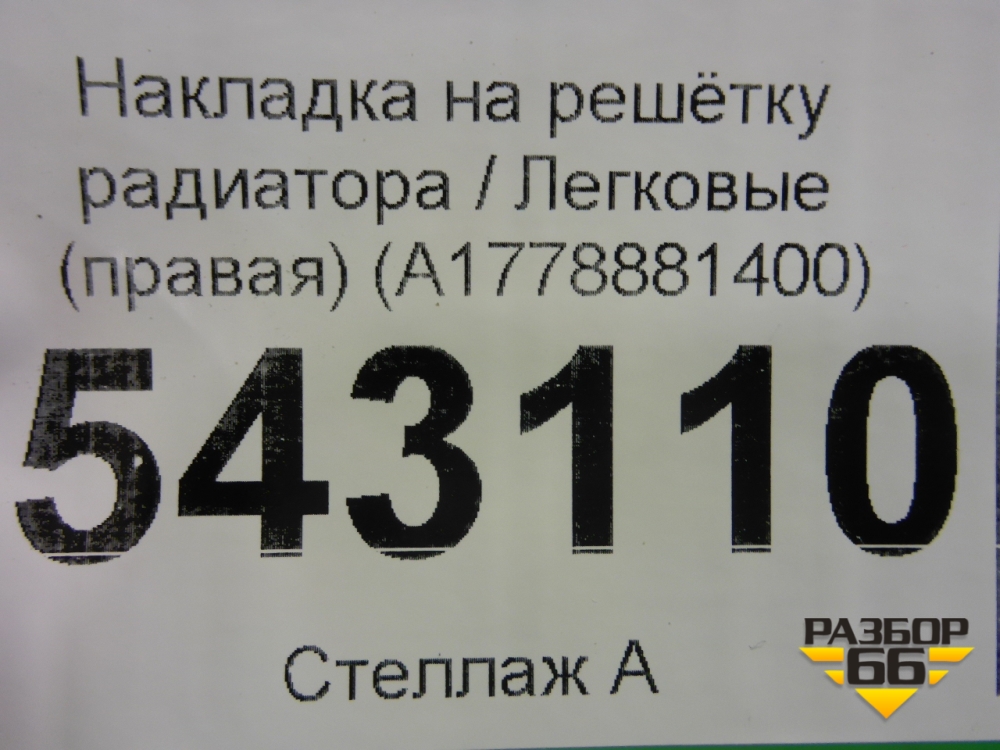 Накладка на решётку
радиатора / Легковые
(правая) (A1778881400)
543110
Стеллаж А
РАЗБОР
66